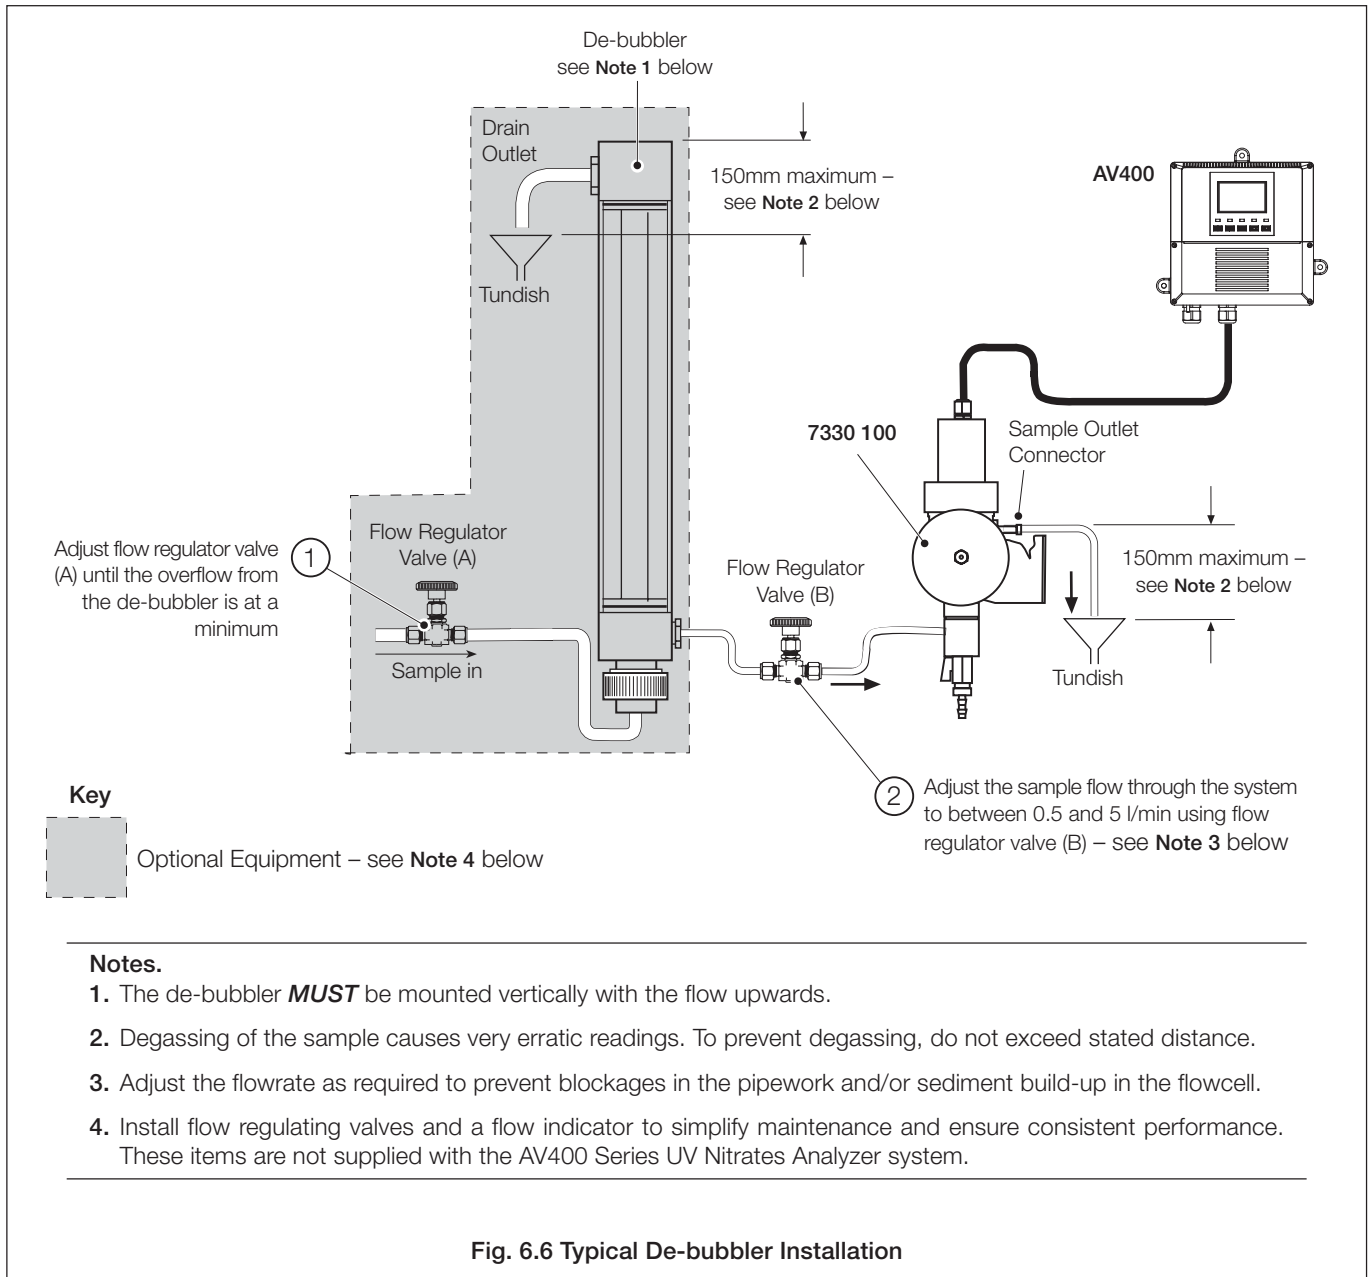 De-bubbler
see Note 1 below
Drain
Outlet
150mm maximum –
see Note 2 below
Tundish
AV400
7330 100
Sample Outlet
Connector
Adjust flow regulator valve
(A) until the overflow from
the de-bubbler is at a
minimum
1
Flow Regulator
Valve (A)
Sample in
Flow Regulator
Valve (B)
150mm maximum –
see Note 2 below
Tundish
2
Adjust the sample flow through the system
to between 0.5 and 5 l/min using flow
regulator valve (B) – see Note 3 below
Key
Optional Equipment – see Note 4 below
Notes.
1. The de-bubbler MUST be mounted vertically with the flow upwards.
2. Degassing of the sample causes very erratic readings. To prevent degassing, do not exceed stated distance.
3. Adjust the flowrate as required to prevent blockages in the pipework and/or sediment build-up in the flowcell.
4. Install flow regulating valves and a flow indicator to simplify maintenance and ensure consistent performance.
These items are not supplied with the AV400 Series UV Nitrates Analyzer system.
Fig. 6.6 Typical De-bubbler Installation